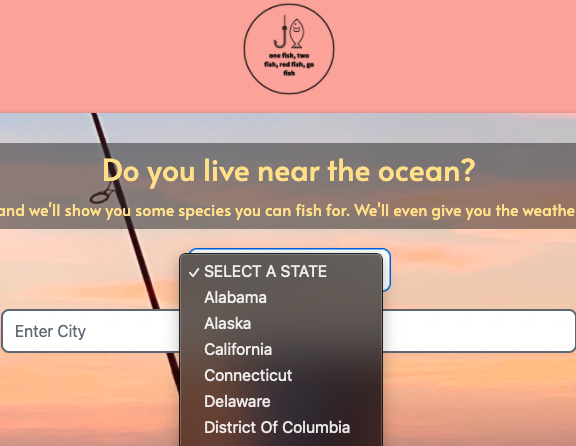 one fish, two
fish, red fish, go
fish
Do you live near the ocean?
and we'll show you some species you can fish for. We'll even give you the weathe
✓ SELECT A STATE
Alabama
Enter City
Alaska
California
Connecticut
Delaware
District Of Columbia